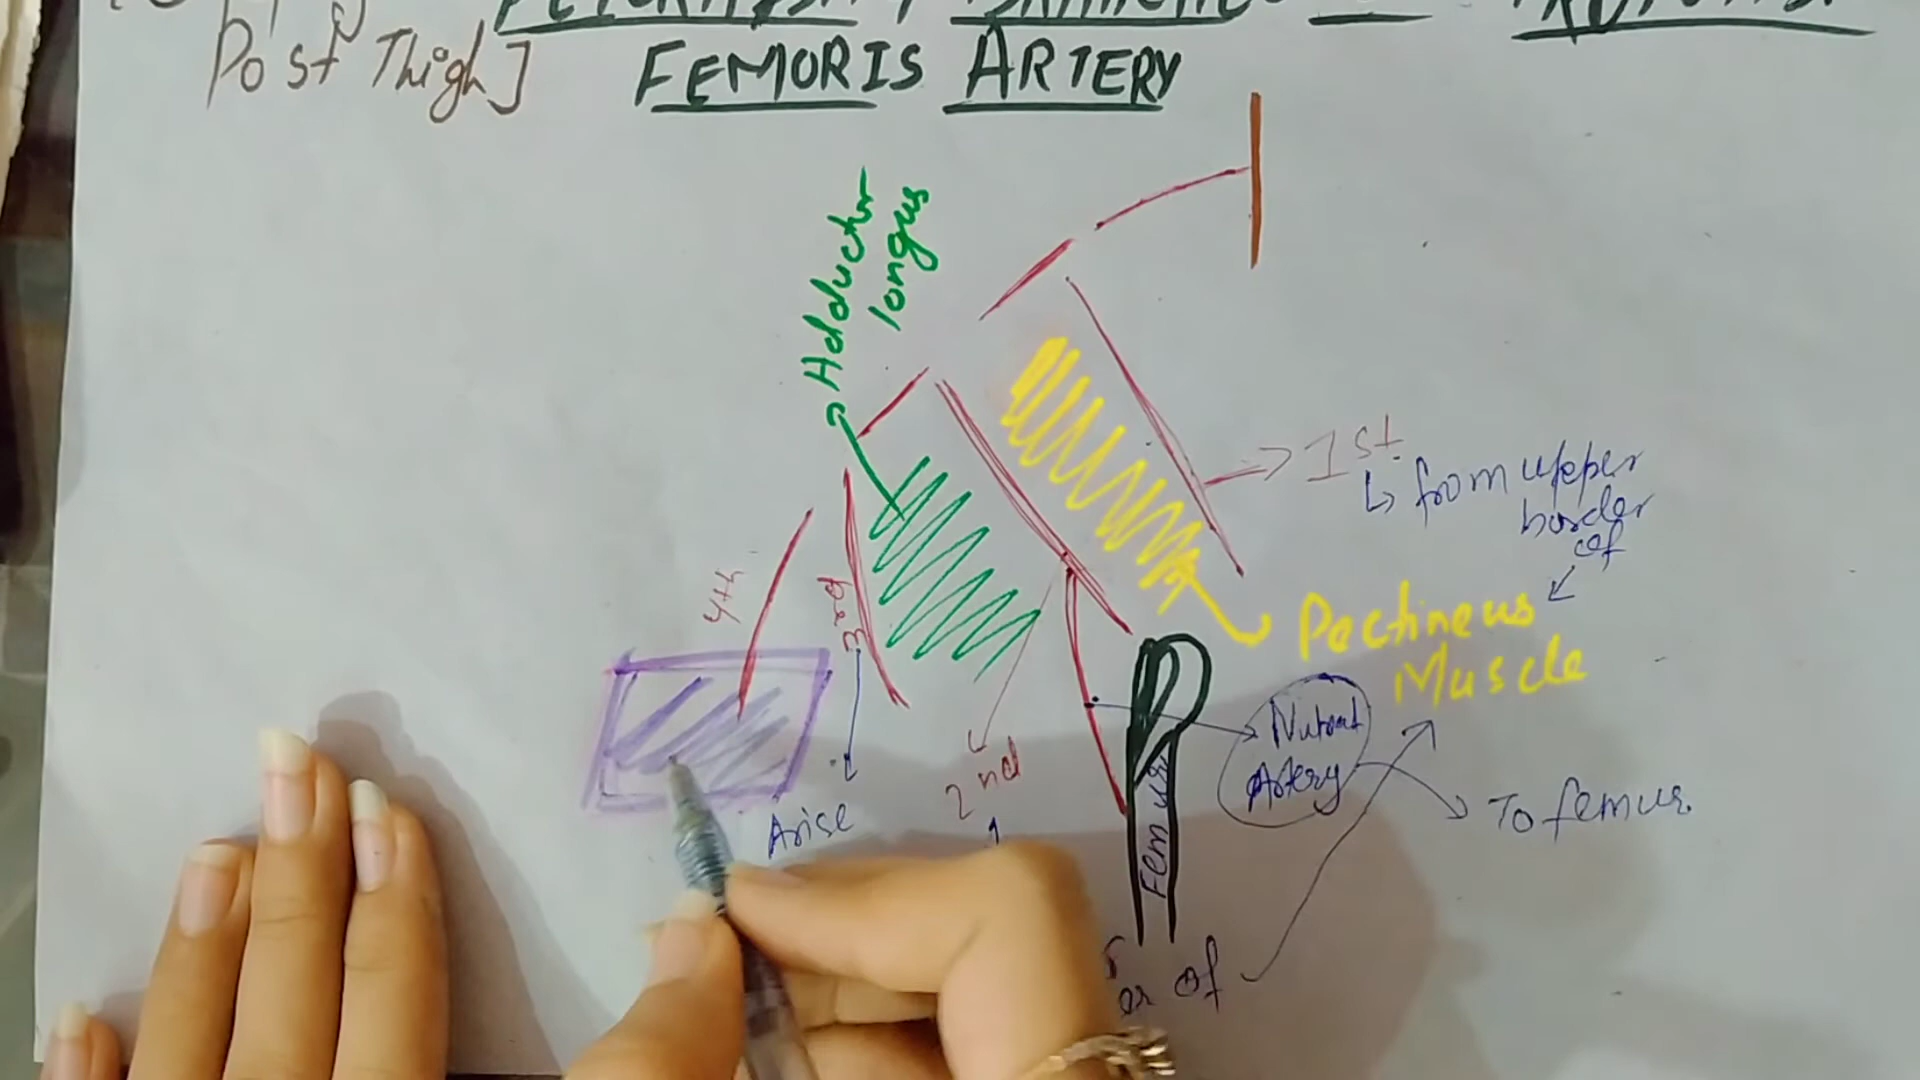 Post Thigh]
FEMORIS ARTERY
Adductor
longus
1st
↳ from upper
border
of
Pectineus
Muscle
4th
3rd
2nd
Nutrient
Artery
To femur
Arise
Femur
or of